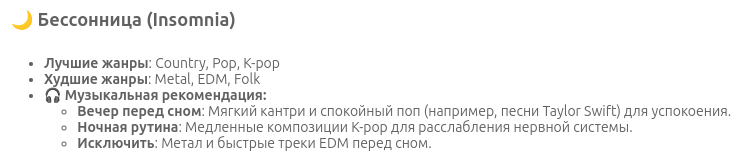 🌙 Бессонница (Insomnia)
• Лучшие жанры: Country, Pop, K-pop
• Худшие жанры: Metal, EDM, Folk
• 🎧 Музыкальная рекомендация:
◦ Вечер перед сном: Мягкий кантри и спокойный поп (например, песни Taylor Swift) для успокоения.
◦ Ночная рутина: Медленные композиции K-pop для расслабления нервной системы.
◦ Исключить: Метал и быстрые треки EDM перед сном.